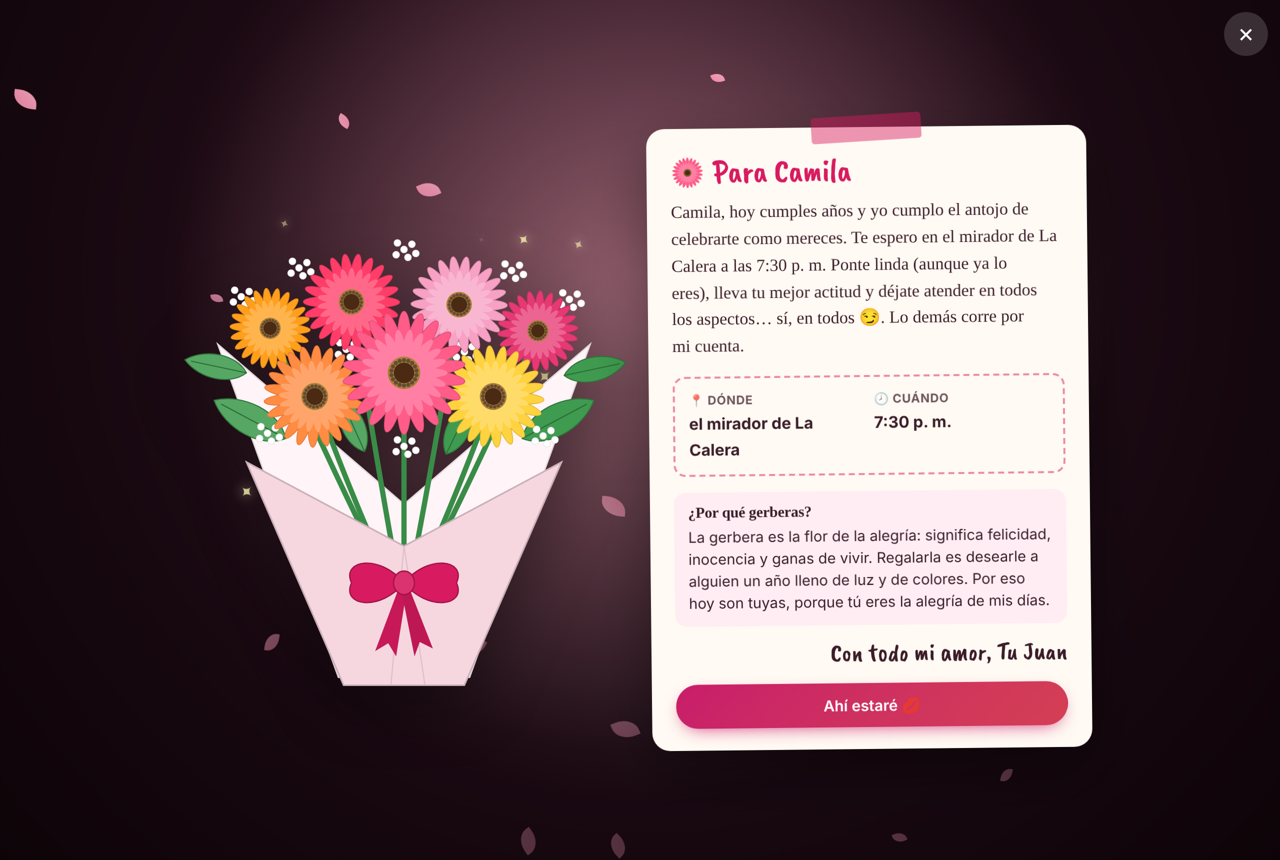 ×
Para Camila
Camila, hoy cumples años y yo cumplo el antojo de
celebrarte como mereces. Te espero en el mirador de La
Calera a las 7:30 p. m. Ponte linda (aunque ya lo
eres), lleva tu mejor actitud y déjate atender en todos
los aspectos… sí, en todos 😏. Lo demás corre por
mi cuenta.
📍 DÓNDE
el mirador de La
Calera
🕗 CUÁNDO
7:30 p. m.
¿Por qué gerberas?
La gerbera es la flor de la alegría: significa felicidad,
inocencia y ganas de vivir. Regalarla es desearle a
alguien un año lleno de luz y de colores. Por eso
hoy son tuyas, porque tú eres la alegría de mis días.
Con todo mi amor, Tu Juan
Ahí estaré 💋